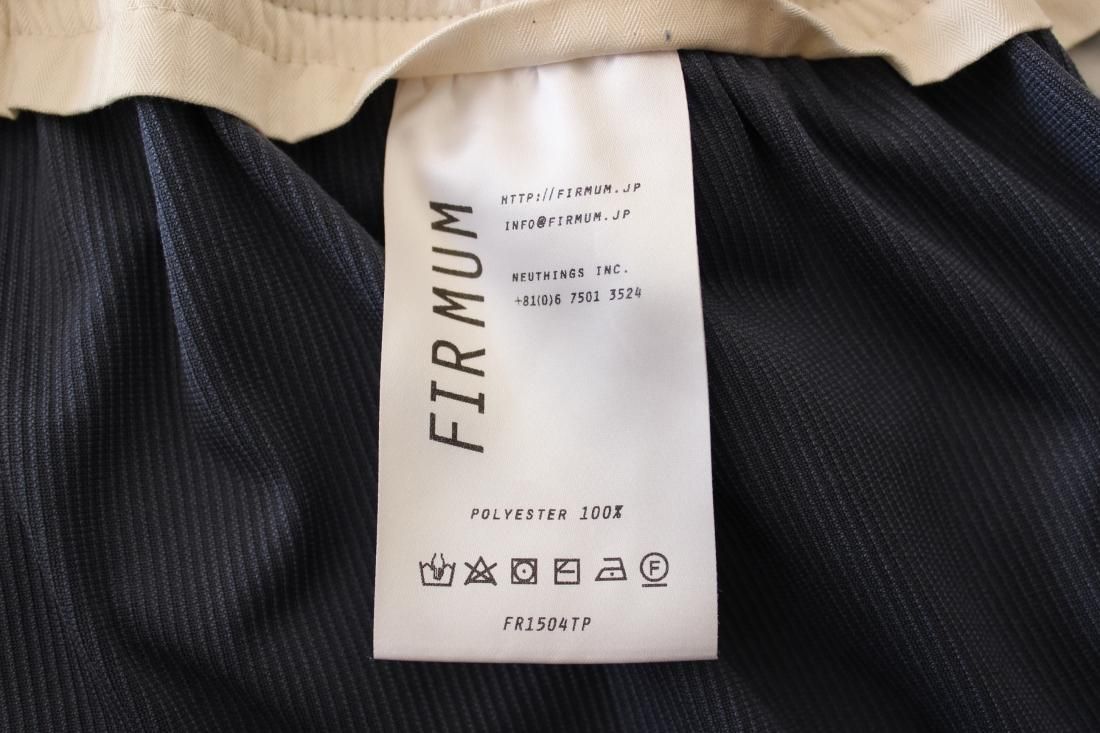 FIRMUM
HTTP://FIRMUM.JP
INFO@FIRMUM.JP
NEUTHINGS INC.
+81(0)6 7501 3524
POLYESTER 100%
F
FR1504TP